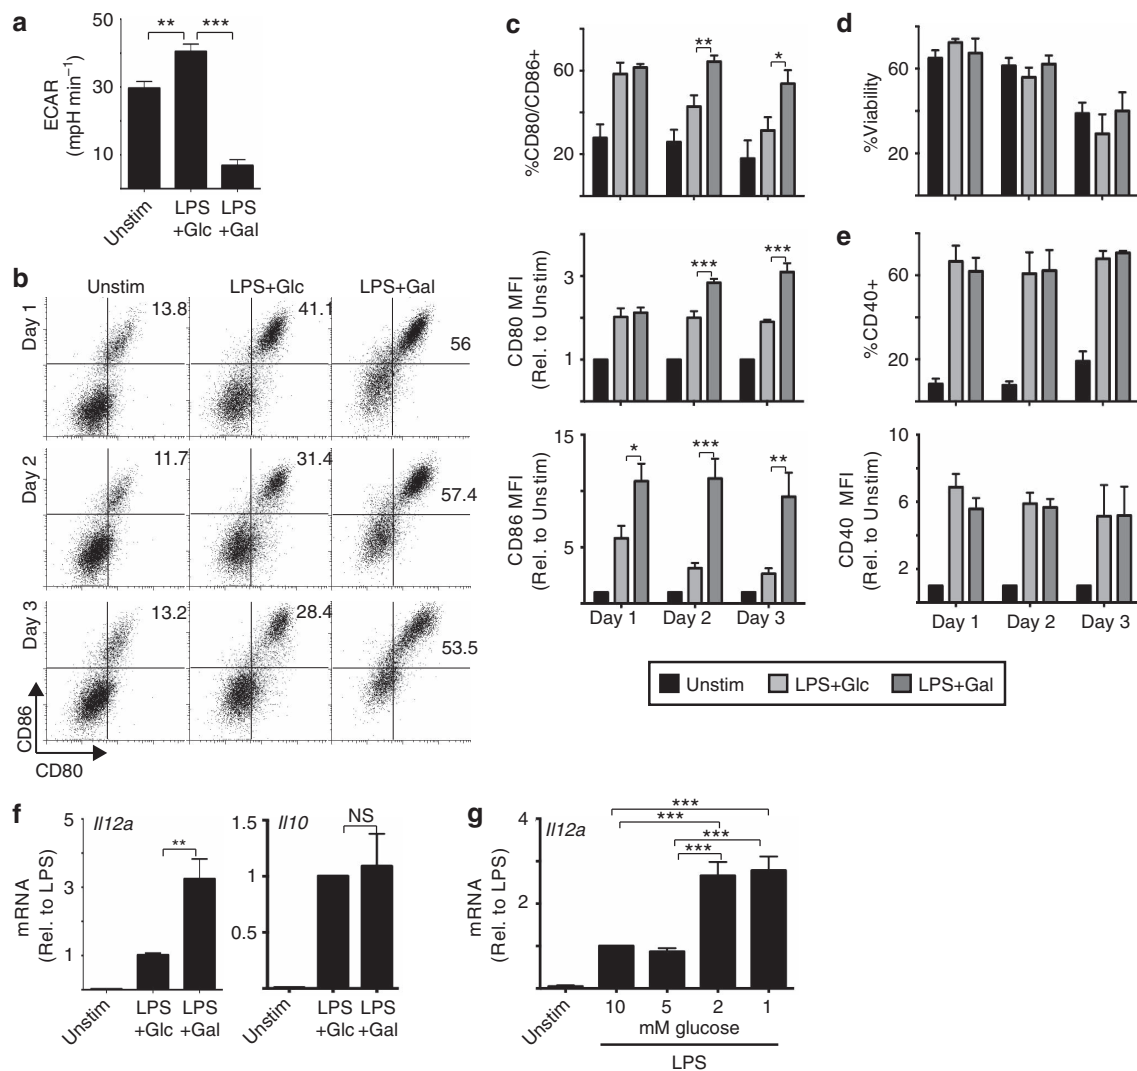 a
50
30
10
ECAR
(mpH min⁻¹)
** ***
Unstim
LPS
+Glc
LPS
+Gal
b
Unstim LPS+Glc LPS+Gal
Day 1
13.8 41.1 56
Day 2
11.7 31.4 57.4
Day 3
13.2 28.4 53.5
CD86
CD80
c
%CD80/CD86+
60
20
** *
CD80 MFI
(Rel. to Unstim)
3
1
*** ***
CD86 MFI
(Rel. to Unstim)
15
5
* *** **
Day 1 Day 2 Day 3
d
%Viability
60
20
e
%CD40+
60
20
CD40 MFI
(Rel. to Unstim)
10
6
2
Day 1 Day 2 Day 3
Unstim LPS+Glc LPS+Gal
f
mRNA
(Rel. to LPS)
5
3
1
Il12a
**
Unstim
LPS
+Glc
LPS
+Gal
1.5
1
0.5
Il10
NS
Unstim
LPS
+Glc
LPS
+Gal
g
mRNA
(Rel. to LPS)
4
2
Il12a
***
***
***
***
Unstim
10 5 2 1
mM glucose
LPS